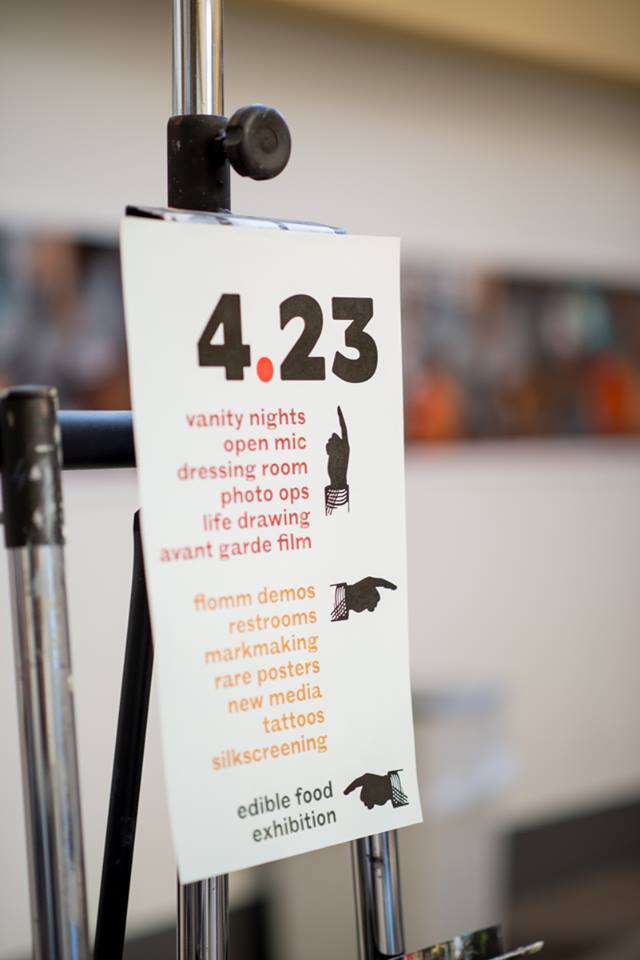 4.23
vanity nights
open mic
dressing room
photo ops
life drawing
avant garde film
flomm demos
restrooms
markmaking
rare posters
new media
tattoos
silkscreening
edible food
exhibition